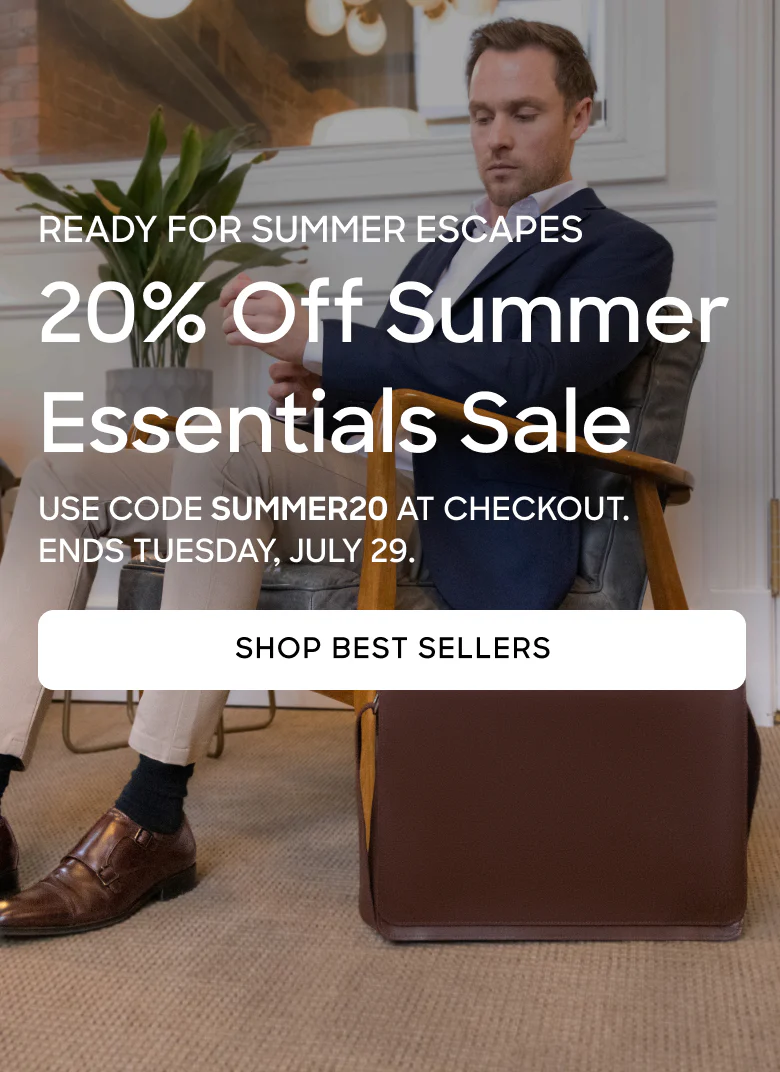 READY FOR SUMMER ESCAPES
20% Off Summer
Essentials Sale
USE CODE SUMMER20 AT CHECKOUT.
ENDS TUESDAY, JULY 29.
SHOP BEST SELLERS